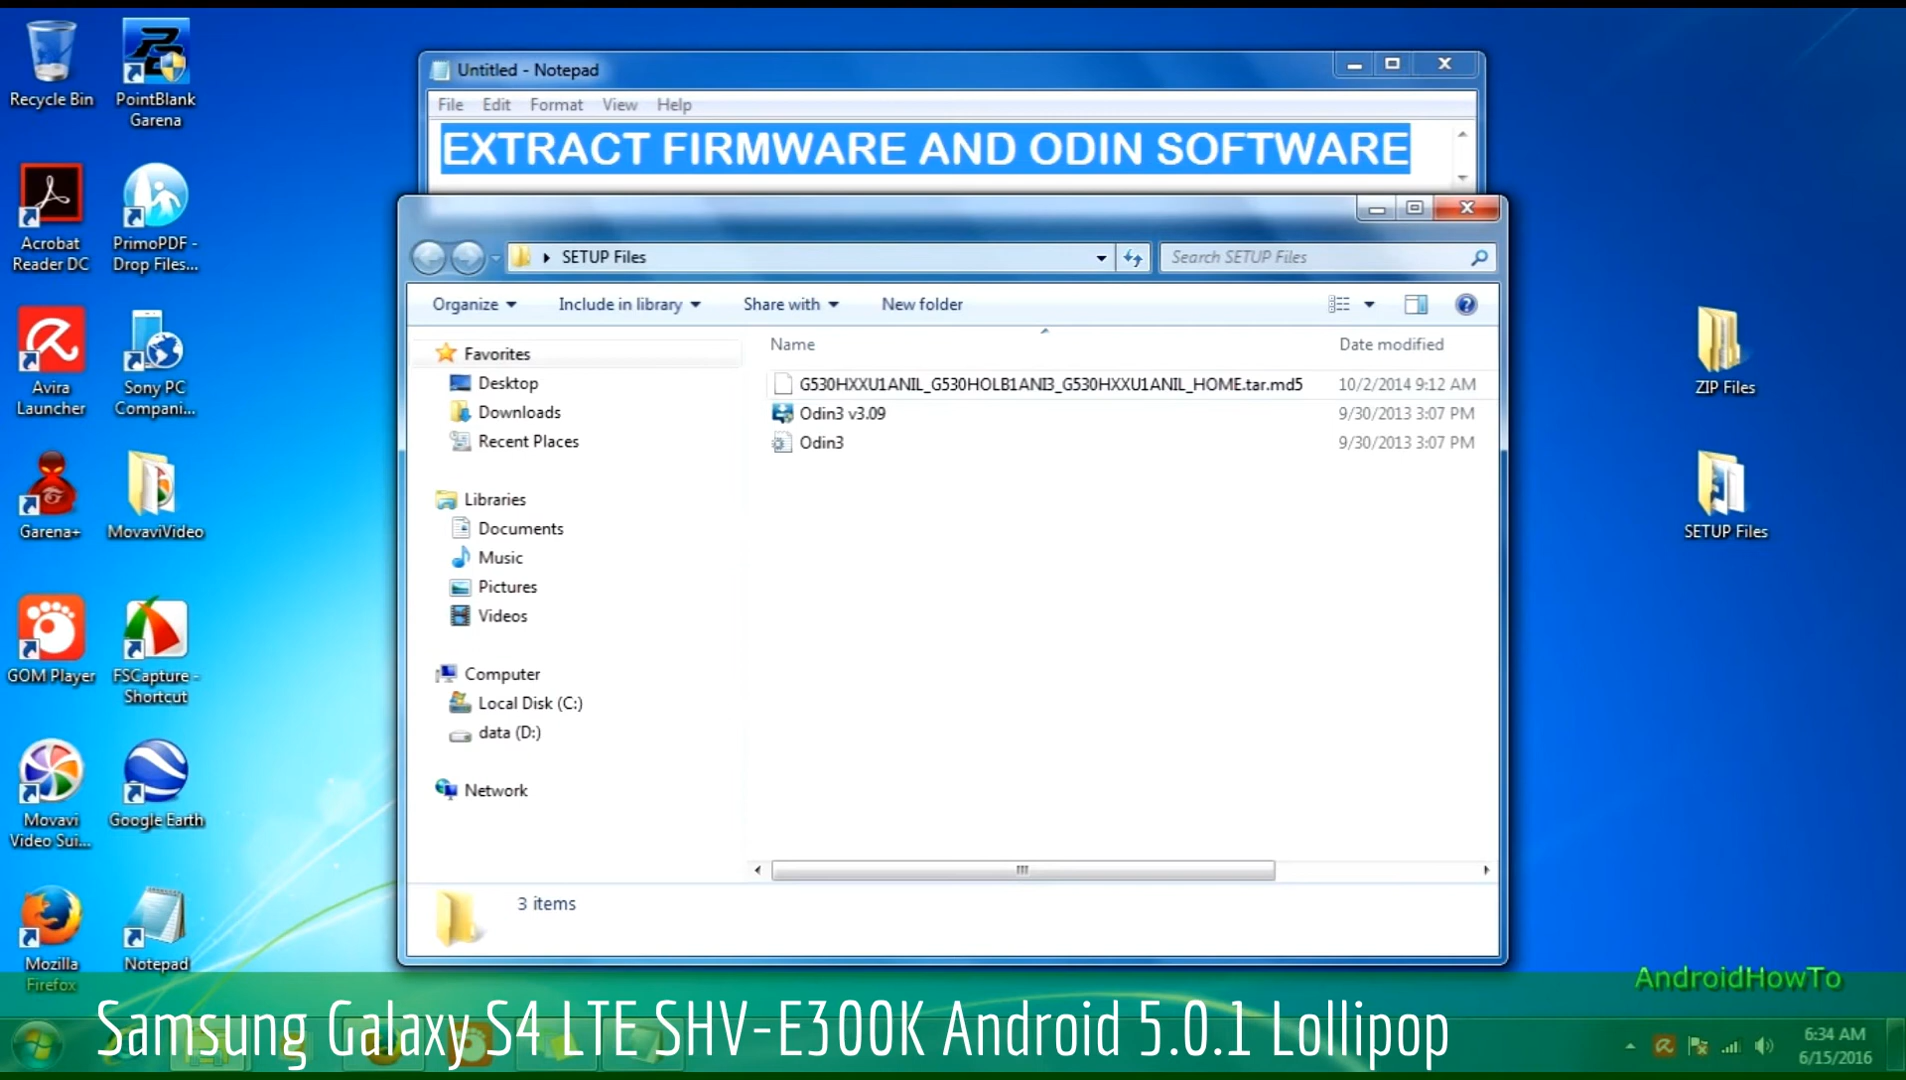 Recycle Bin
PointBlank
Garena
Acrobat
Reader DC
PrimoPDF -
Drop Files...
Avira
Launcher
Sony PC
Compani...
Garena+
MovaviVideo
GOM Player
FSCapture -
Shortcut
Movavi
Video Sui...
Google Earth
Mozilla
Firefox
Notepad
Untitled - Notepad
File Edit Format View Help
EXTRACT FIRMWARE AND ODIN SOFTWARE
SETUP Files
Search SETUP Files
Organize Include in library Share with New folder
Favorites
Desktop
Downloads
Recent Places
Libraries
Documents
Music
Pictures
Videos
Computer
Local Disk (C:)
data (D:)
Network
Name Date modified
G530HXXU1ANIL_G530HOLB1ANI3_G530HXXU1ANIL_HOME.tar.md5 10/2/2014 9:12 AM
Odin3 v3.09 9/30/2013 3:07 PM
Odin3 9/30/2013 3:07 PM
3 items
ZIP Files
SETUP Files
AndroidHowTo
Samsung Galaxy S4 LTE SHV-E300K Android 5.0.1 Lollipop
6:34 AM
6/15/2016